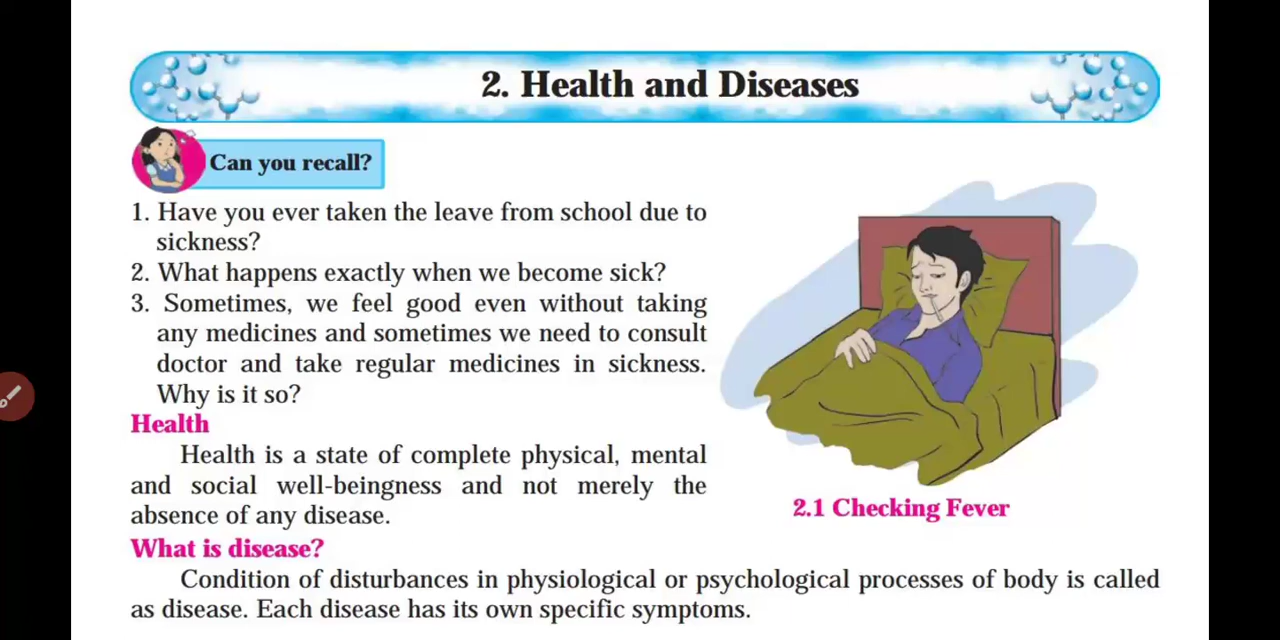 2. Health and Diseases
Can you recall?
1. Have you ever taken the leave from school due to
sickness?
2. What happens exactly when we become sick?
3. Sometimes, we feel good even without taking
any medicines and sometimes we need to consult
doctor and take regular medicines in sickness.
Why is it so?
Health
Health is a state of complete physical, mental
and social well-beingness and not merely the
absence of any disease.
2.1 Checking Fever
What is disease?
Condition of disturbances in physiological or psychological processes of body is called
as disease. Each disease has its own specific symptoms.